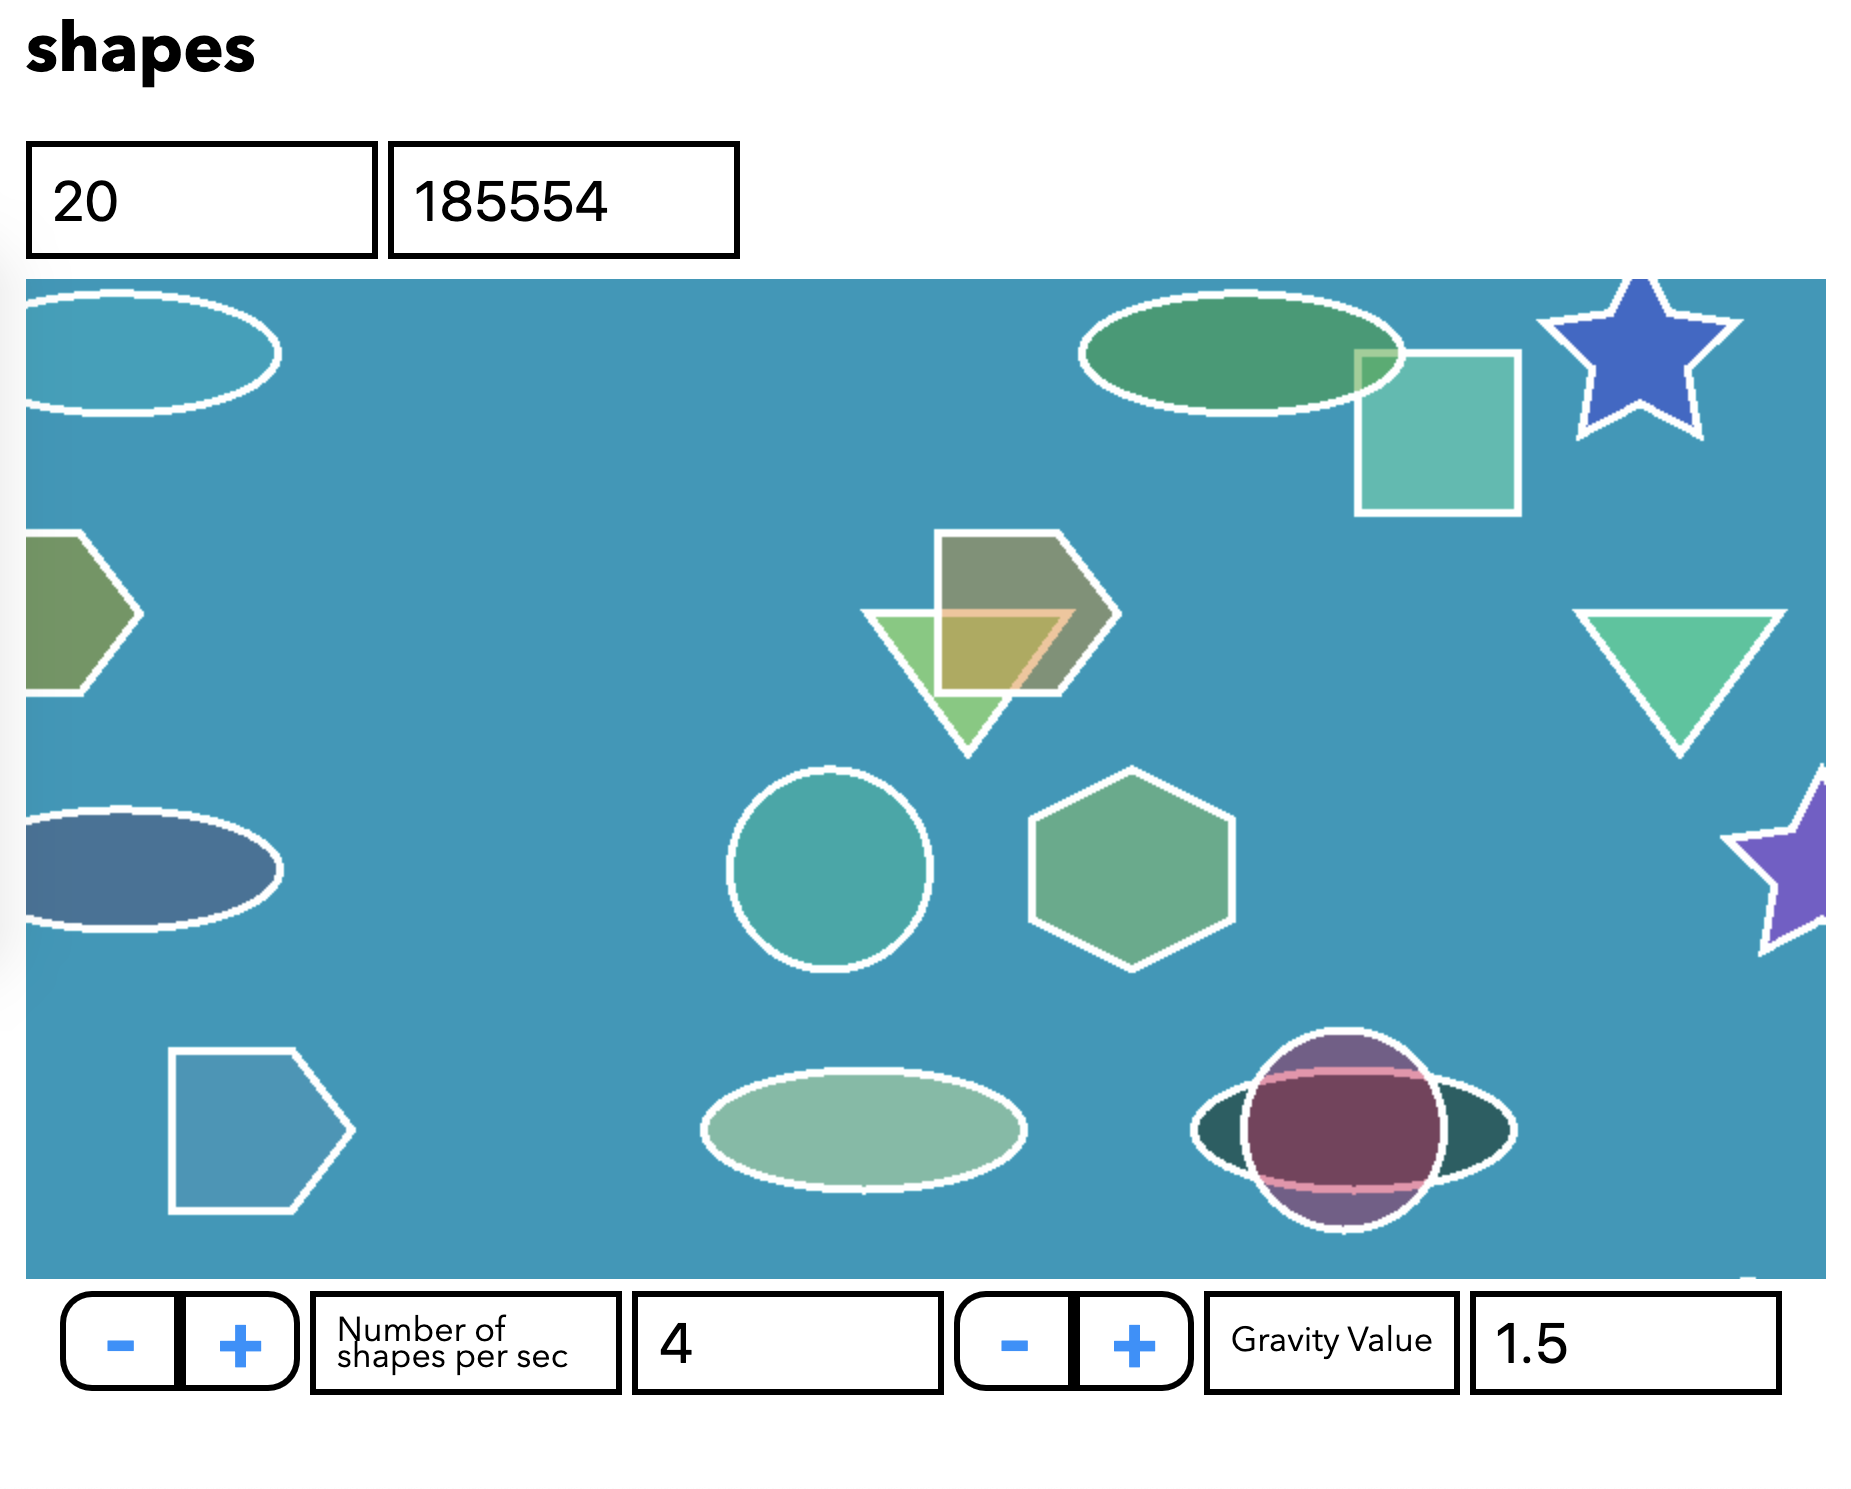 shapes
20
185554
-
+
Number of
shapes per sec
4
-
+
Gravity Value
1.5